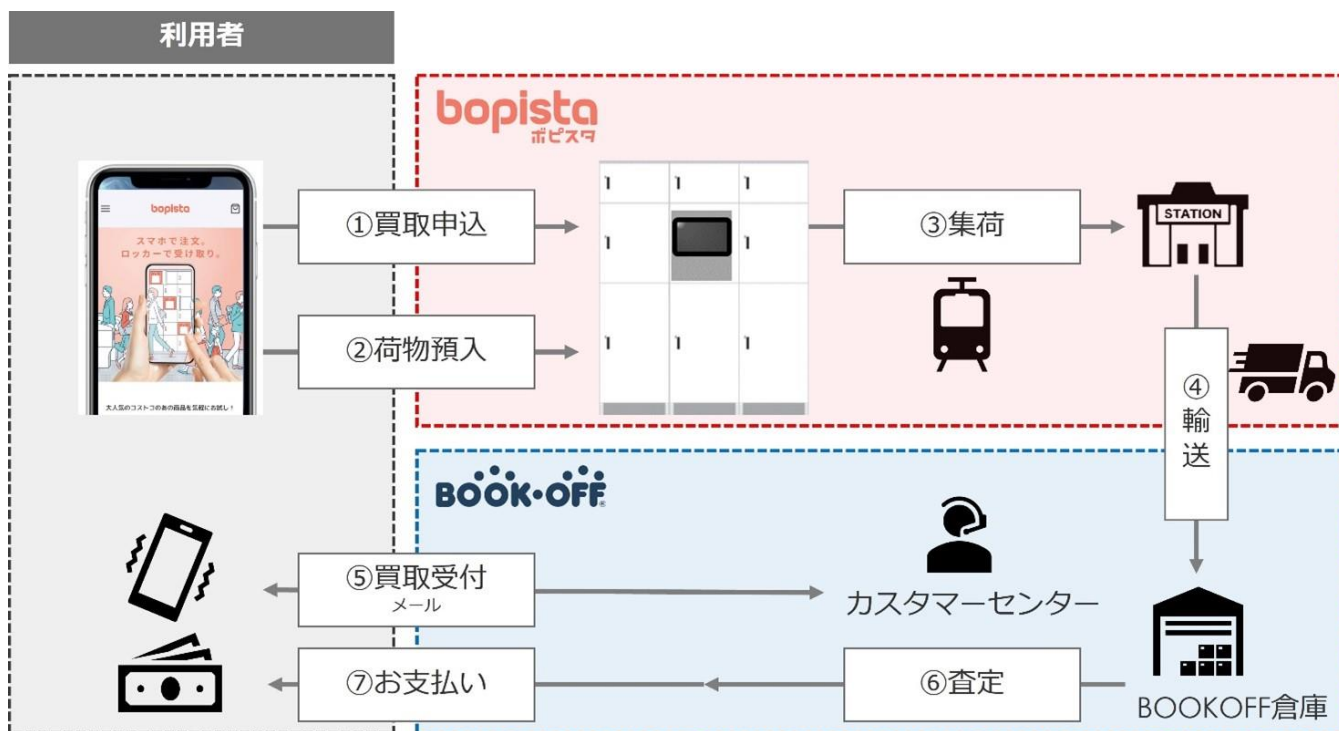 利用者
bopista
ボピスタ
bopista
スマホで注文。
ロッカーで受け取り。
大人気のコストコのあの商品を気軽にお試し!
①買取申込
②荷物預入
③集荷
STATION
④輸送
BOOK・OFF
⑤買取受付
メール
カスタマーセンター
⑥査定
⑦お支払い
BOOKOFF倉庫